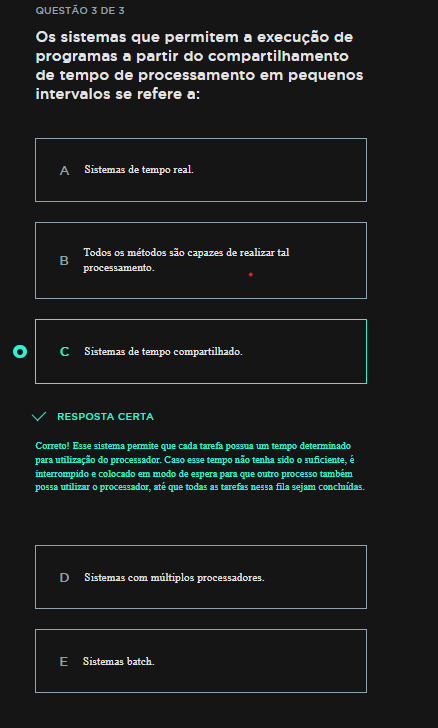 QUESTÃO 3 DE 3
Os sistemas que permitem a execução de
programas a partir do compartilhamento
de tempo de processamento em pequenos
intervalos se refere a:
A Sistemas de tempo real.
B Todos os métodos são capazes de realizar tal
processamento.
C Sistemas de tempo compartilhado.
RESPOSTA CERTA
Correto! Esse sistema permite que cada tarefa possua um tempo determinado
para utilização do processador. Caso esse tempo não tenha sido o suficiente, é
interrompido e colocado em modo de espera para que outro processo também
possa utilizar o processador, até que todas as tarefas nessa fila sejam concluídas.
D Sistemas com múltiplos processadores.
E Sistemas batch.